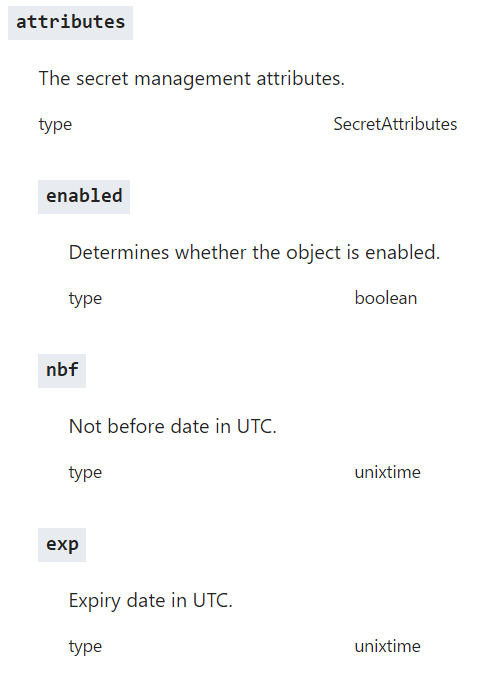 attributes
The secret management attributes.
type SecretAttributes
enabled
Determines whether the object is enabled.
type boolean
nbf
Not before date in UTC.
type unixtime
exp
Expiry date in UTC.
type unixtime